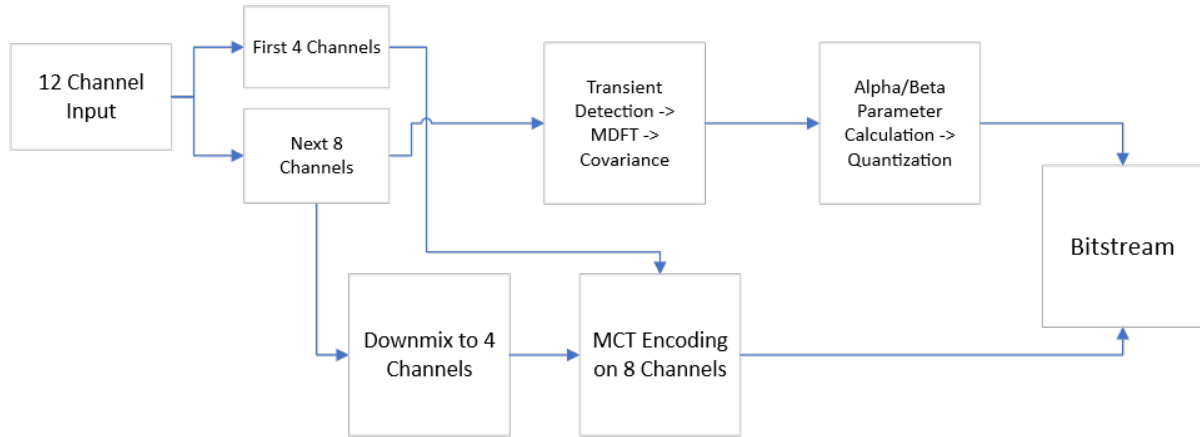 12 Channel
Input
First 4 Channels
Next 8
Channels
Transient
Detection ->
MDFT ->
Covariance
Alpha/Beta
Parameter
Calculation ->
Quantization
Bitstream
Downmix to 4
Channels
MCT Encoding
on 8 Channels